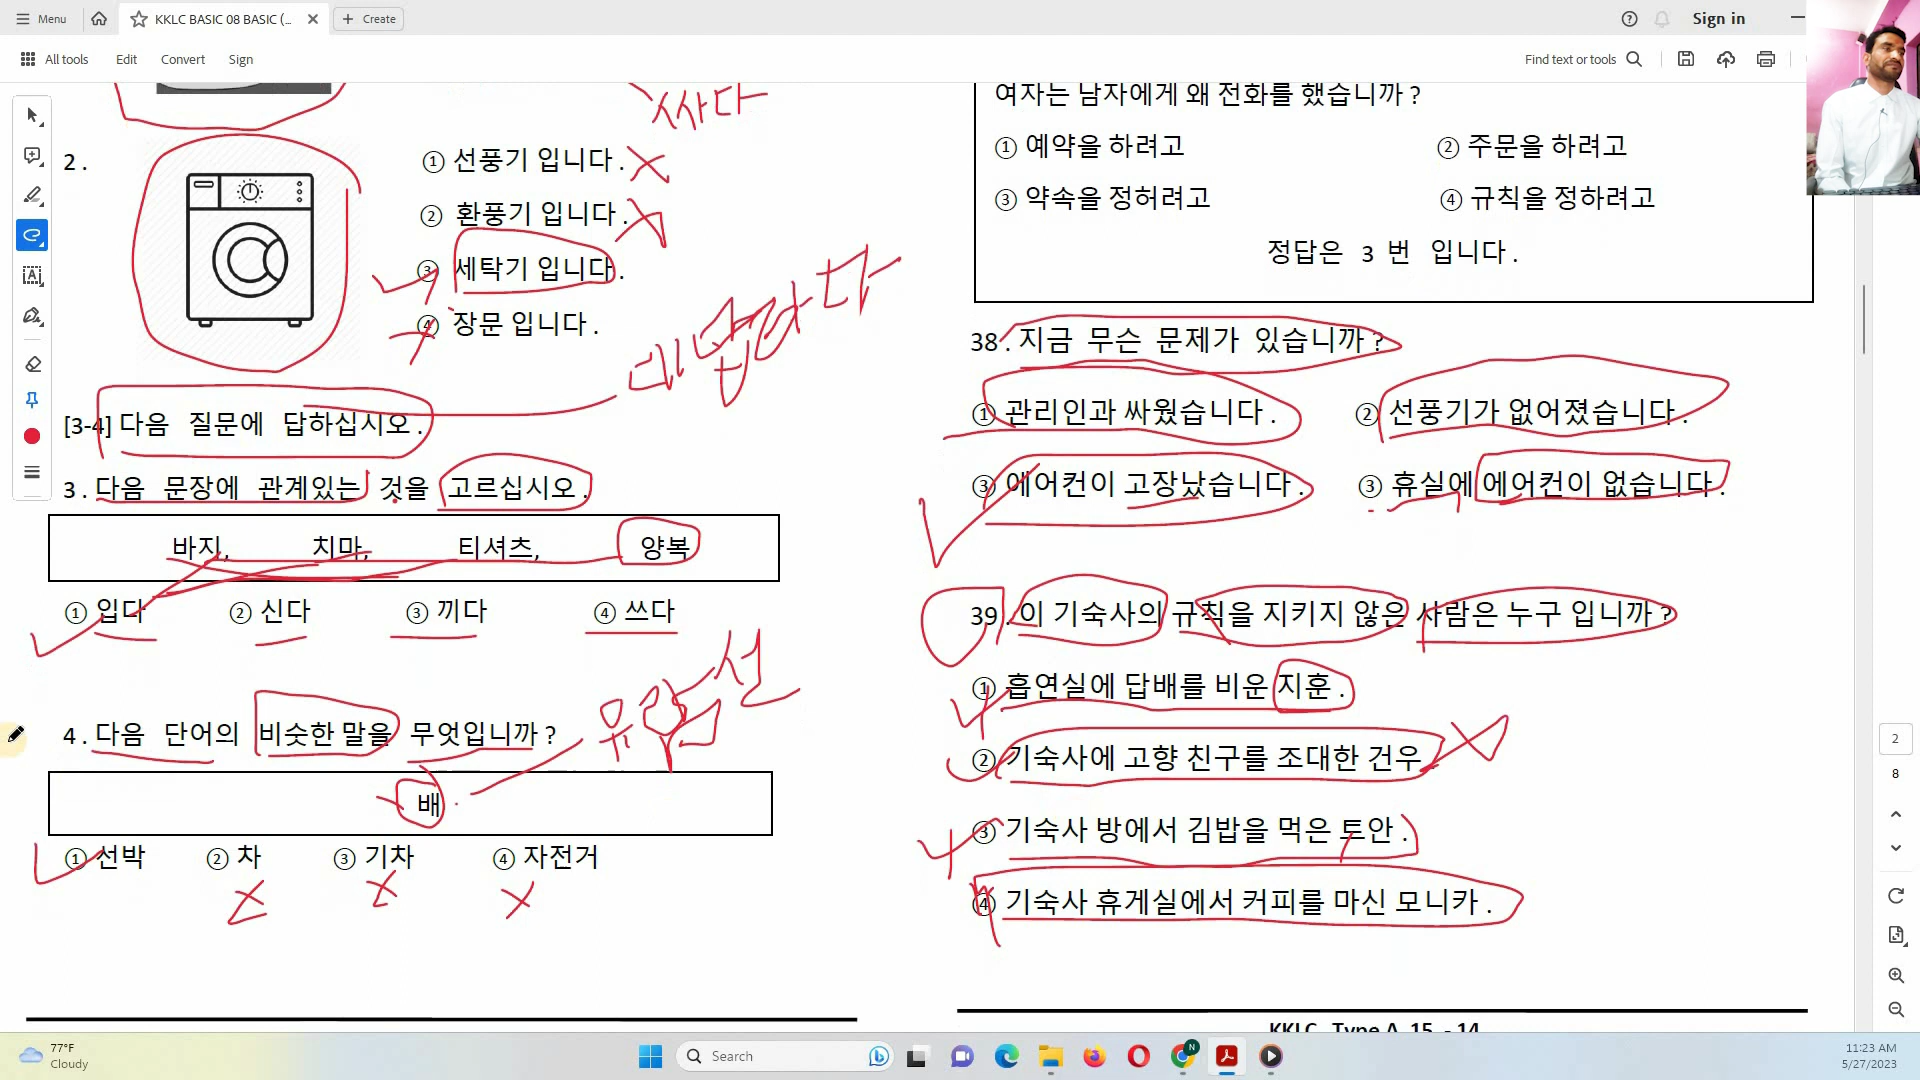 Menu
KKLC BASIC 08 BASIC (...
Create
Sign in
All tools
Edit
Convert
Sign
Find text or tools
싸다
2 .
① 선풍기 입니다 .
② 환풍기 입니다 .
③ 세탁기 입니다 .
④ 장문 입니다 .
대답하다
[3-4] 다음 질문에 답하십시오 .
3 . 다음 문장에 관계있는 것을 고르십시오 .
바지, 치마, 티셔츠, 양복
① 입다 ② 신다 ③ 끼다 ④ 쓰다
유람선
4 . 다음 단어의 비슷한 말을 무엇입니까 ?
배
① 선박 ② 차 ③ 기차 ④ 자전거
여자는 남자에게 왜 전화를 했습니까 ?
① 예약을 하려고 ② 주문을 하려고
③ 약속을 정허려고 ④ 규칙을 정하려고
정답은 3 번 입니다 .
38 . 지금 무슨 문제가 있습니까 ?
① 관리인과 싸웠습니다 . ② 선풍기가 없어졌습니다 .
③ 에어컨이 고장났습니다 . ③ 휴실에 에어컨이 없습니다 .
39 . 이 기숙사의 규칙을 지키지 않은 사람은 누구 입니까 ?
① 흡연실에 답배를 비운 지훈 .
② 기숙사에 고향 친구를 조대한 건우 .
③ 기숙사 방에서 김밥을 먹은 트안 .
④ 기숙사 휴게실에서 커피를 마신 모니카 .
KKLC Type A 15 - 14
2
8
77°F
Cloudy
Search
N
11:23 AM
5/27/2023